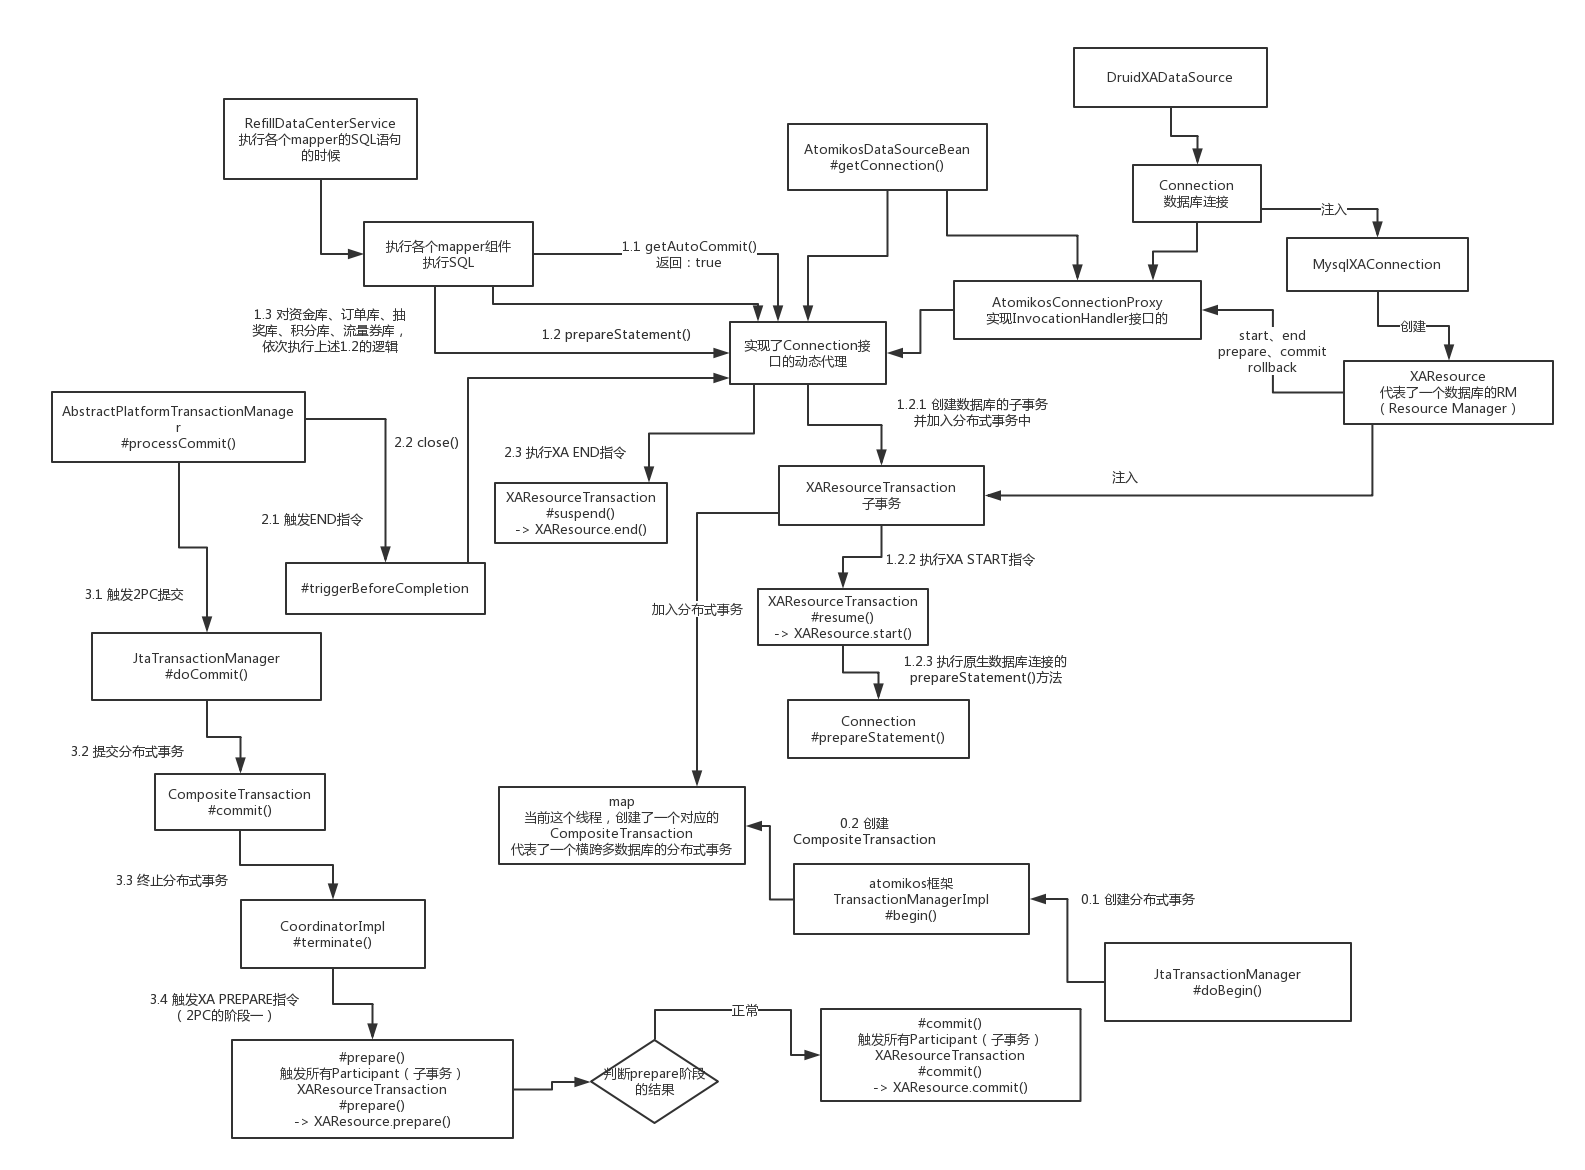 DruidXADataSource
RefillDataCenterService
执行各个mapper的SQL语句
的时候
AtomikosDataSourceBean
#getConnection()
Connection
数据库连接
注入
执行各个mapper组件
执行SQL
1.1 getAutoCommit()
返回：true
MysqlXAConnection
AtomikosConnectionProxy
实现InvocationHandler接口的
1.3 对资金库、订单库、抽
奖库、积分库、流量券库，
依次执行上述1.2的逻辑
1.2 prepareStatement()
实现了Connection接
口的动态代理
创建
start、end
prepare、commit
rollback
XAResource
代表了一个数据库的RM
（Resource Manager）
AbstractPlatformTransactionManage
r
#processCommit()
2.2 close()
1.2.1 创建数据库的子事务
并加入分布式事务中
2.3 执行XA END指令
注入
XAResourceTransaction
#suspend()
-> XAResource.end()
XAResourceTransaction
子事务
2.1 触发END指令
1.2.2 执行XA START指令
#triggerBeforeCompletion
3.1 触发2PC提交
加入分布式事务
XAResourceTransaction
#resume()
-> XAResource.start()
JtaTransactionManager
#doCommit()
1.2.3 执行原生数据库连接的
prepareStatement()方法
Connection
#prepareStatement()
3.2 提交分布式事务
CompositeTransaction
#commit()
map
当前这个线程，创建了一个对应的
CompositeTransaction
代表了一个横跨多数据库的分布式事务
0.2 创建
CompositeTransaction
3.3 终止分布式事务
atomikos框架
TransactionManagerImpl
#begin()
0.1 创建分布式事务
CoordinatorImpl
#terminate()
JtaTransactionManager
#doBegin()
3.4 触发XA PREPARE指令
（2PC的阶段一）
正常
#prepare()
触发所有Participant（子事务）
XAResourceTransaction
#prepare()
-> XAResource.prepare()
判断prepare阶段
的结果
#commit()
触发所有Participant（子事务）
XAResourceTransaction
#commit()
-> XAResource.commit()